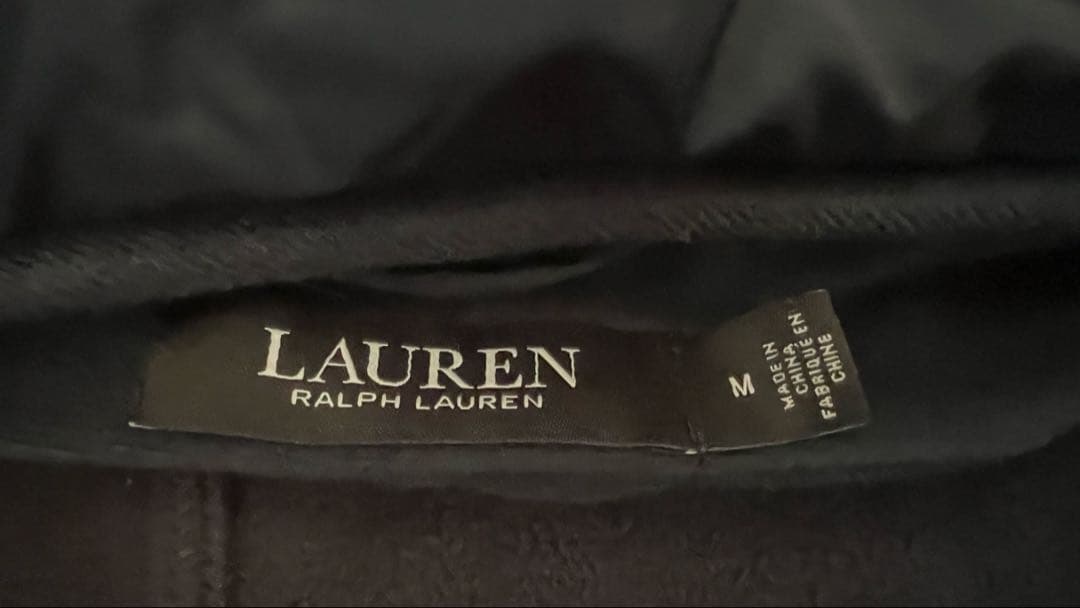 LAUREN
RALPH LAUREN
M
MADE IN
CHINA
FABRIQUÉ EN
CHINE